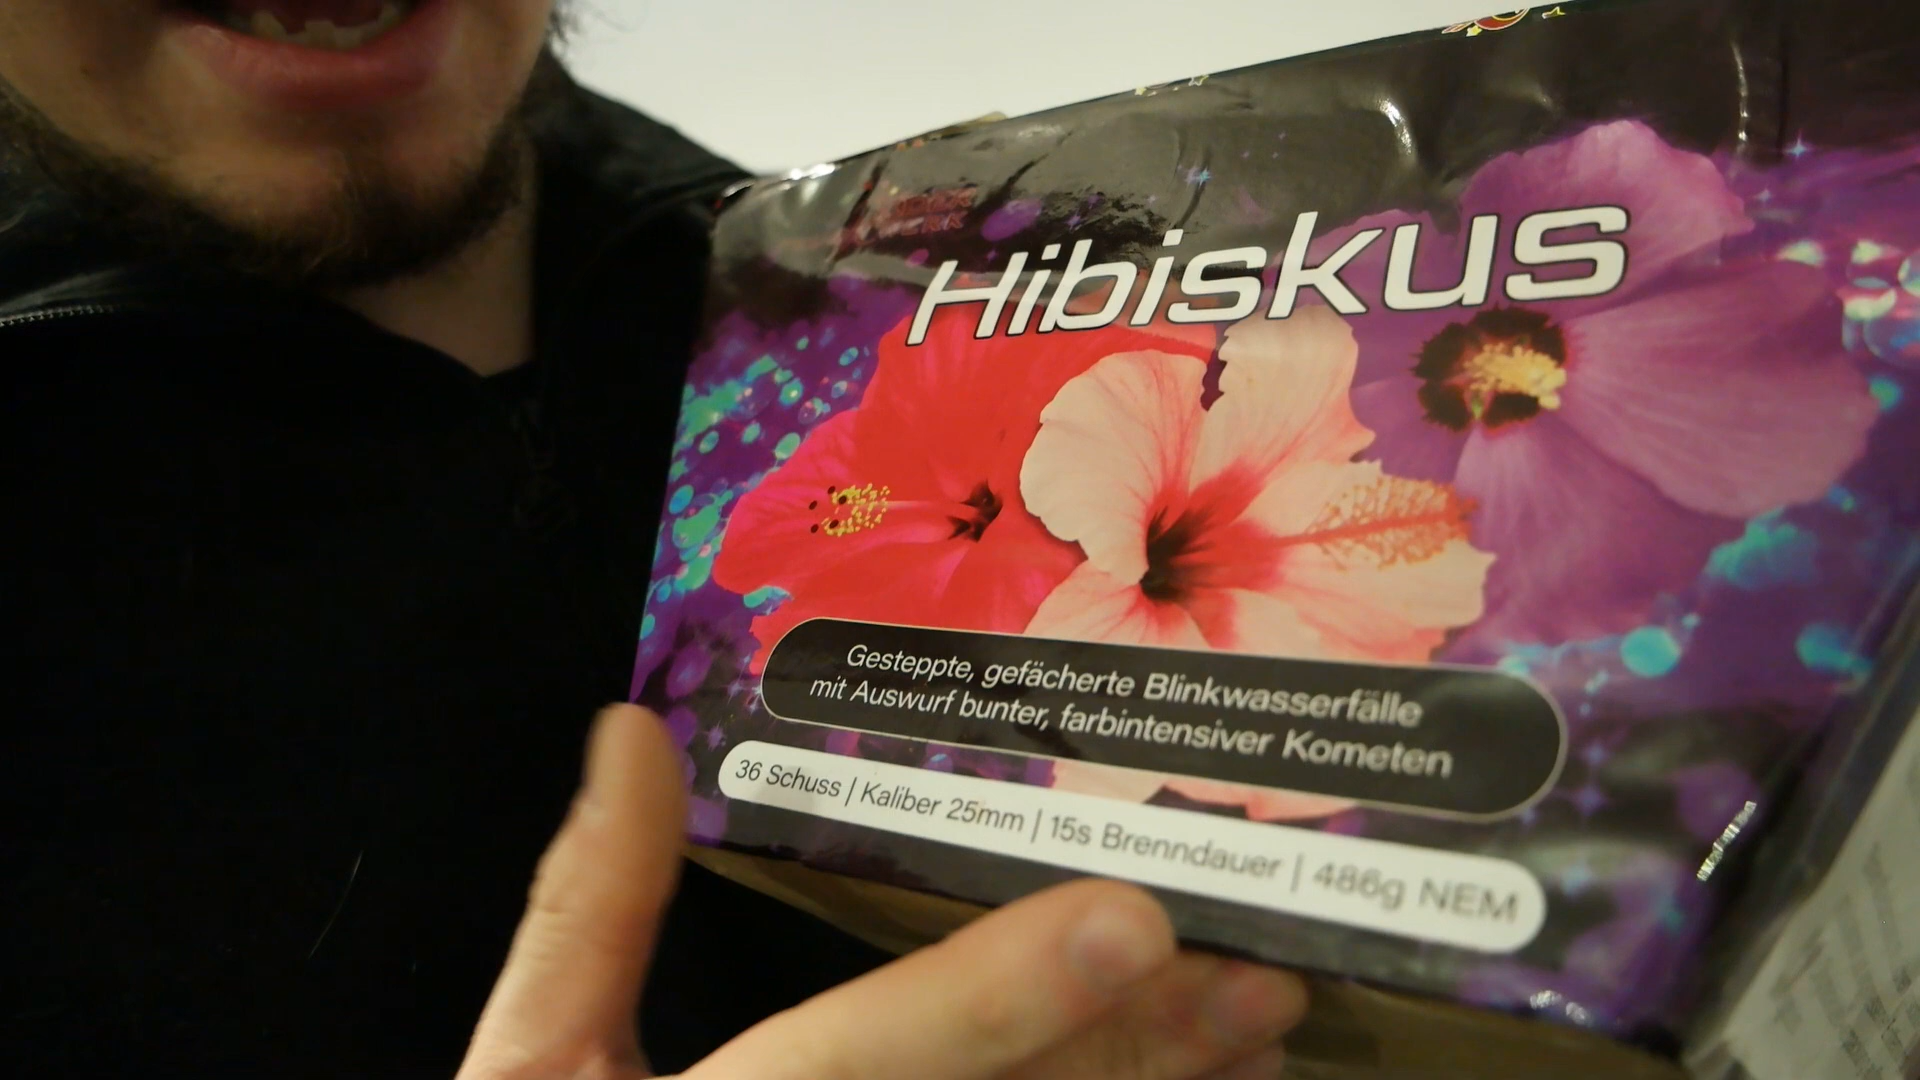 Hibiskus
Gesteppte, gefächerte Blinkwasserfälle
mit Auswurf bunter, farbintensiver Kometen
36 Schuss | Kaliber 25mm | 15s Brenndauer | 486g NEM